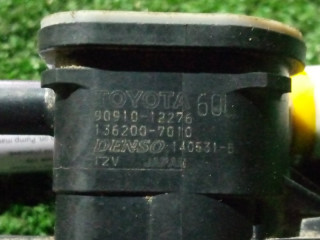 TOYOTA 60L
90910-12276
136200-7010
DENSO 140531-B
12V JAPAN